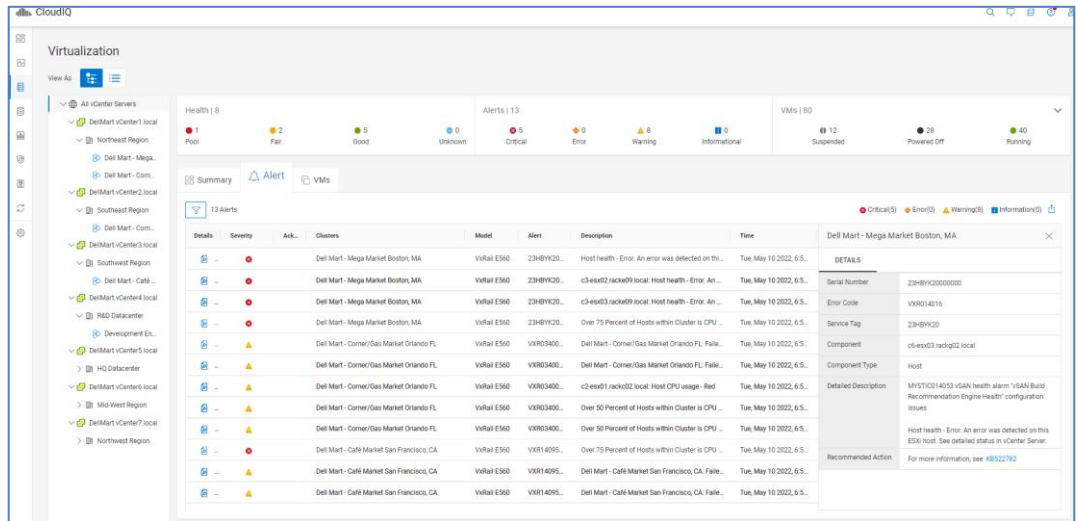 CloudIQ
Virtualization
View As
All vCenter Servers
DellMart.vCenter1.local
Northeast Region
Dell Mart - Mega...
Dell Mart - Com...
DellMart.vCenter2.local
Southeast Region
Dell Mart - Com...
DellMart.vCenter3.local
Southwest Region
Dell Mart - Café ...
DellMart.vCenter4.local
R&D Datacenter
Development En...
DellMart.vCenter5.local
HQ Datacenter
DellMart.vCenter6.local
Mid-West Region
DellMart.vCenter7.local
Northwest Region
Health | 8
1 Poor
2 Fair
5 Good
0 Unknown
Alerts | 13
5 Critical
0 Error
8 Warning
0 Informational
VMs | 80
12 Suspended
28 Powered Off
40 Running
Summary Alert VMs
13 Alerts
Critical(5) Error(0) Warning(8) Information(0)
Details Severity Ack... Clusters Model Alert Description Time
Dell Mart - Mega Market Boston, MA VxRail E560 23HBYK20... Host health - Error. An error was detected on thi... Tue, May 10 2022, 6:5...
Dell Mart - Mega Market Boston, MA VxRail E560 23HBYK20... c3-esx02.racke09.local: Host health - Error. An ... Tue, May 10 2022, 6:5...
Dell Mart - Mega Market Boston, MA VxRail E560 23HBYK20... c3-esx03.racke09.local: Host health - Error. An ... Tue, May 10 2022, 6:5...
Dell Mart - Mega Market Boston, MA VxRail E560 23HBYK20... Over 75 Percent of Hosts within Cluster is CPU ... Tue, May 10 2022, 6:5...
Dell Mart - Corner/Gas Market Orlando FL VxRail E560 VXR03400... Dell Mart - Corner/Gas Market Orlando FL: Faile... Tue, May 10 2022, 6:5...
Dell Mart - Corner/Gas Market Orlando FL VxRail E560 VXR03400... Dell Mart - Corner/Gas Market Orlando FL: Faile... Tue, May 10 2022, 6:5...
Dell Mart - Corner/Gas Market Orlando FL VxRail E560 VXR03400... c2-esx01.rackc02.local: Host CPU usage - Red Tue, May 10 2022, 6:5...
Dell Mart - Corner/Gas Market Orlando FL VxRail E560 VXR03400... Over 50 Percent of Hosts within Cluster is CPU ... Tue, May 10 2022, 6:5...
Dell Mart - Corner/Gas Market Orlando FL VxRail E560 VXR03400... Over 50 Percent of Hosts within Cluster is CPU ... Tue, May 10 2022, 6:5...
Dell Mart - Café Market San Francisco, CA VxRail E560 VXR14095... Over 75 Percent of Hosts within Cluster is CPU ... Tue, May 10 2022, 6:5...
Dell Mart - Café Market San Francisco, CA VxRail E560 VXR14095... Dell Mart - Café Market San Francisco, CA: Faile... Tue, May 10 2022, 6:5...
Dell Mart - Café Market San Francisco, CA VxRail E560 VXR14095... Dell Mart - Café Market San Francisco, CA: Faile... Tue, May 10 2022, 6:5...
Dell Mart - Mega Market Boston, MA
DETAILS
Serial Number 23HBYK20000000
Error Code VXR014016
Service Tag 23HBYK20
Component c6-esx03.rackg02.local
Component Type Host
Detailed Description MYSTIC014053 vSAN health alarm "vSAN Build
Recommendation Engine Health" configuration
issues
Host health - Error. An error was detected on this
ESXi host. See detailed status in vCenter Server.
Recommended Action For more information, see KB522782